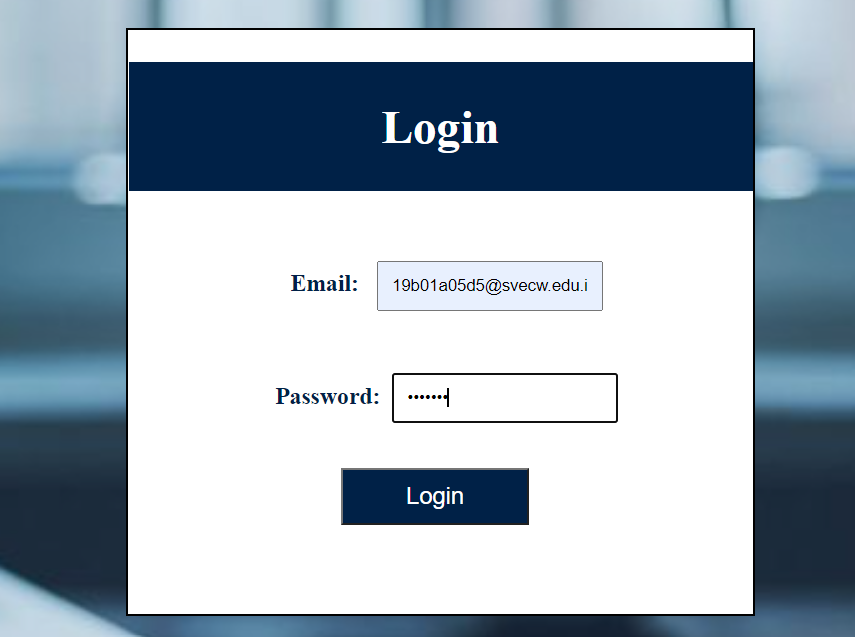 Login
Email: 19b01a05d5@svecw.edu.i
Password: •••••••
Login